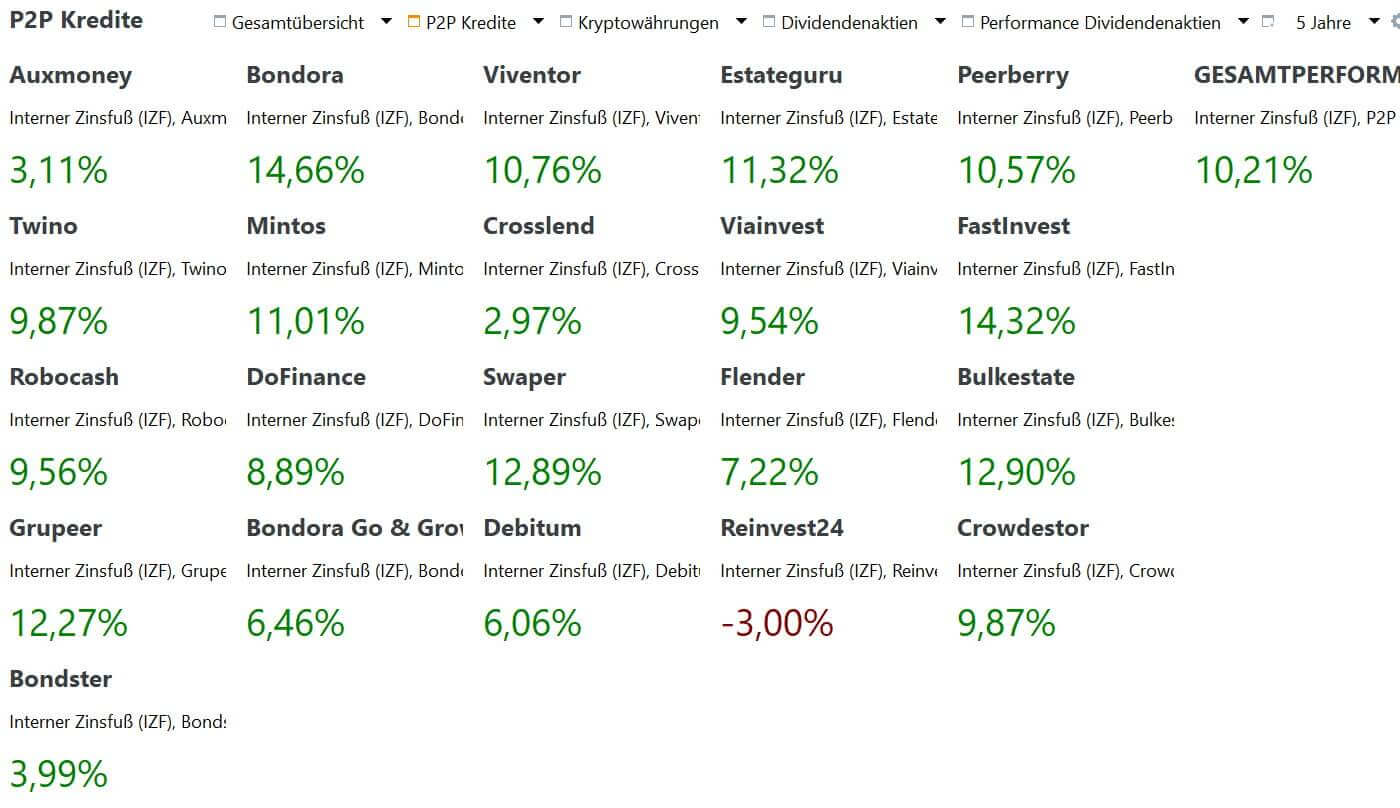 P2P Kredite Gesamtübersicht P2P Kredite Kryptowährungen Dividendenaktien Performance Dividendenaktien 5 Jahre
Auxmoney Bondora Viventor Estateguru Peerberry GESAMTPERFORM
Interner Zinsfuß (IZF), Auxm Interner Zinsfuß (IZF), Bond Interner Zinsfuß (IZF), Viven Interner Zinsfuß (IZF), Estate Interner Zinsfuß (IZF), Peerb Interner Zinsfuß (IZF), P2P
3,11% 14,66% 10,76% 11,32% 10,57% 10,21%
Twino Mintos Crosslend Viainvest FastInvest
Interner Zinsfuß (IZF), Twino Interner Zinsfuß (IZF), Minto Interner Zinsfuß (IZF), Cross Interner Zinsfuß (IZF), Viainv Interner Zinsfuß (IZF), FastIn
9,87% 11,01% 2,97% 9,54% 14,32%
Robocash DoFinance Swaper Flender Bulkestate
Interner Zinsfuß (IZF), Robo Interner Zinsfuß (IZF), DoFin Interner Zinsfuß (IZF), Swap Interner Zinsfuß (IZF), Flend Interner Zinsfuß (IZF), Bulkes
9,56% 8,89% 12,89% 7,22% 12,90%
Grupeer Bondora Go & Grow Debitum Reinvest24 Crowdestor
Interner Zinsfuß (IZF), Grupe Interner Zinsfuß (IZF), Bond Interner Zinsfuß (IZF), Debit Interner Zinsfuß (IZF), Reinv Interner Zinsfuß (IZF), Crow
12,27% 6,46% 6,06% -3,00% 9,87%
Bondster
Interner Zinsfuß (IZF), Bonds
3,99%